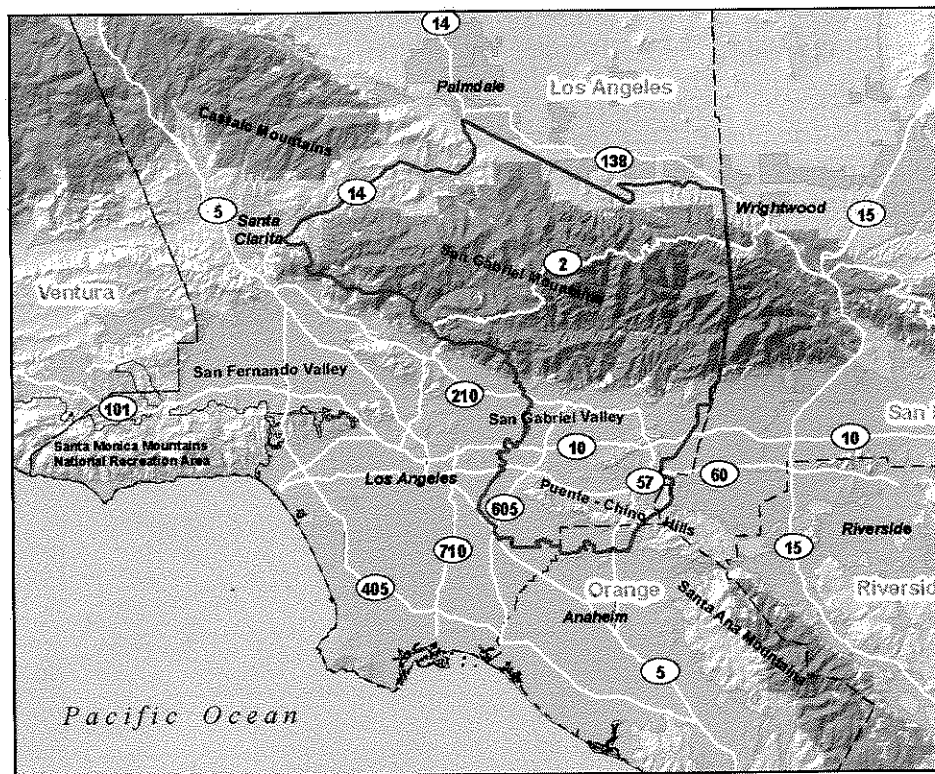 14
Palmdale
Los Angeles
Castaic Mountains
138
14
5
Santa
Clarita
Wrightwood
15
San Gabriel Mountains
2
Ventura
San Fernando Valley
101
210
San Gabriel Valley
Santa Monica Mountains
National Recreation Area
10
10
Los Angeles
57
60
605
Puente - Chino Hills
Riverside
710
15
405
Orange
Anaheim
Santa Ana Mountains
5
Pacific Ocean